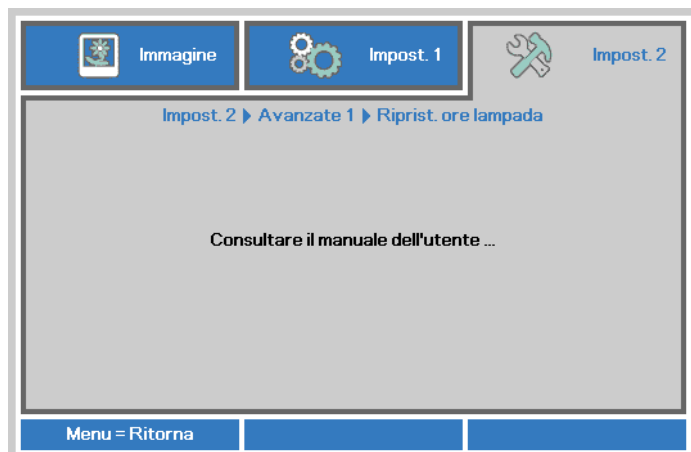 Immagine
Impost. 1
Impost. 2
Impost. 2 ▶ Avanzate 1 ▶ Riprist. ore lampada
Consultare il manuale dell'utente ...
Menu = Ritorna